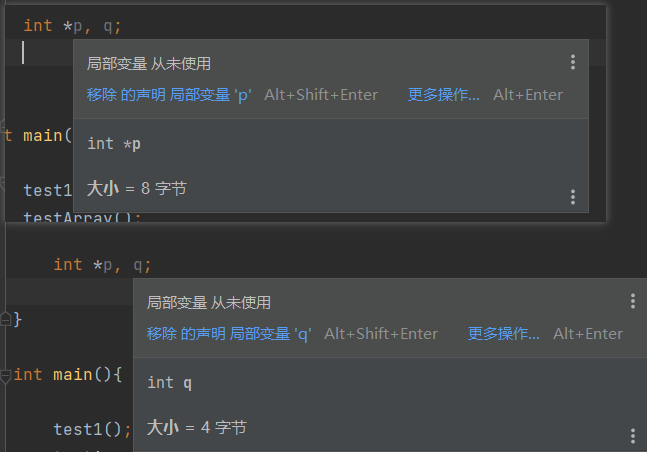 int *p, q;
局部变量 从未使用
移除 的声明 局部变量 'p' Alt+Shift+Enter 更多操作... Alt+Enter
int *p
t main(
大小 = 8 字节
test1
testArray();
int *p, q;
局部变量 从未使用
}
移除 的声明 局部变量 'q' Alt+Shift+Enter 更多操作... Alt+Enter
int main(){
int q
test1();
大小 = 4 字节